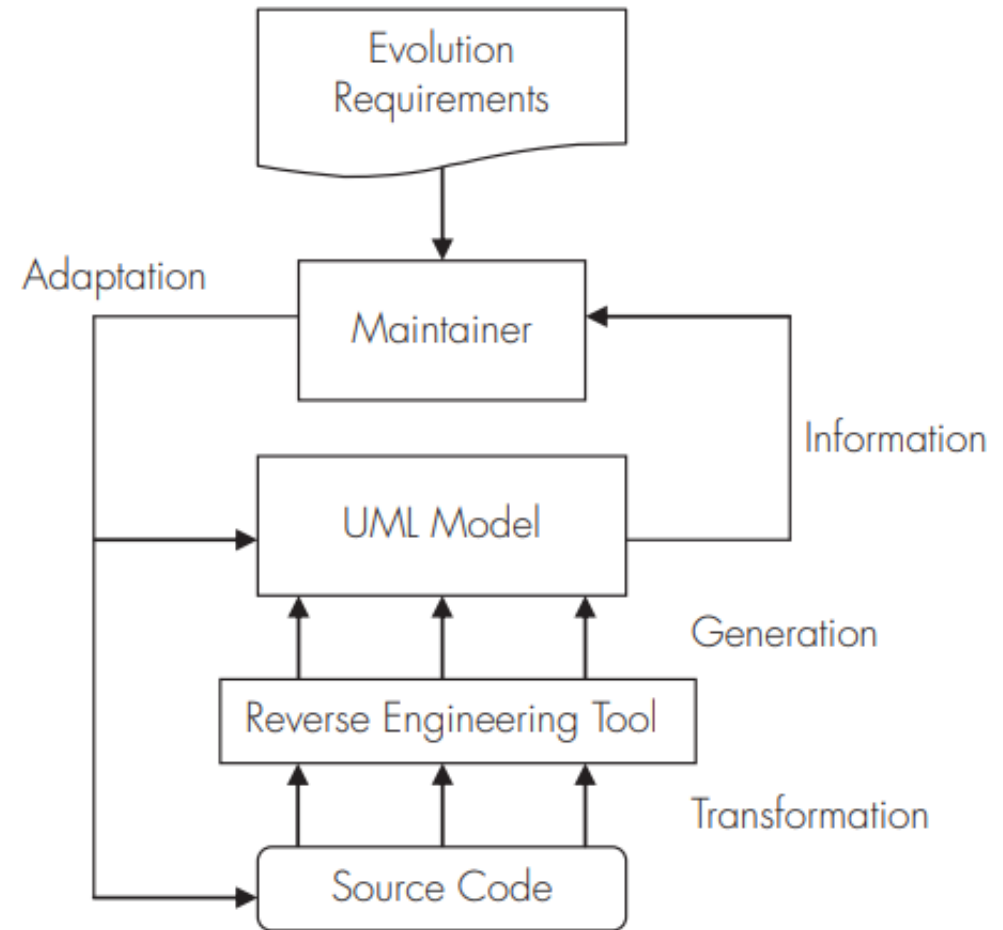 Evolution
Requirements
Adaptation
Maintainer
Information
UML Model
Generation
Reverse Engineering Tool
Transformation
Source Code